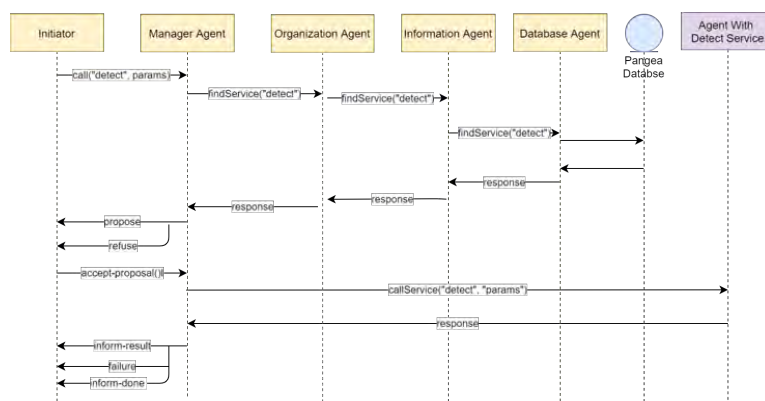 Initiator
Manager Agent
Organization Agent
Information Agent
Database Agent
Agent With
Detect Service
Pangea
Databse
call("detect", params)
findService("detect")
findService("detect")
findService("detect")
response
response
response
propose
refuse
accept-proposal()l
callService("detect", "params")
response
inform-result
failure
inform-done